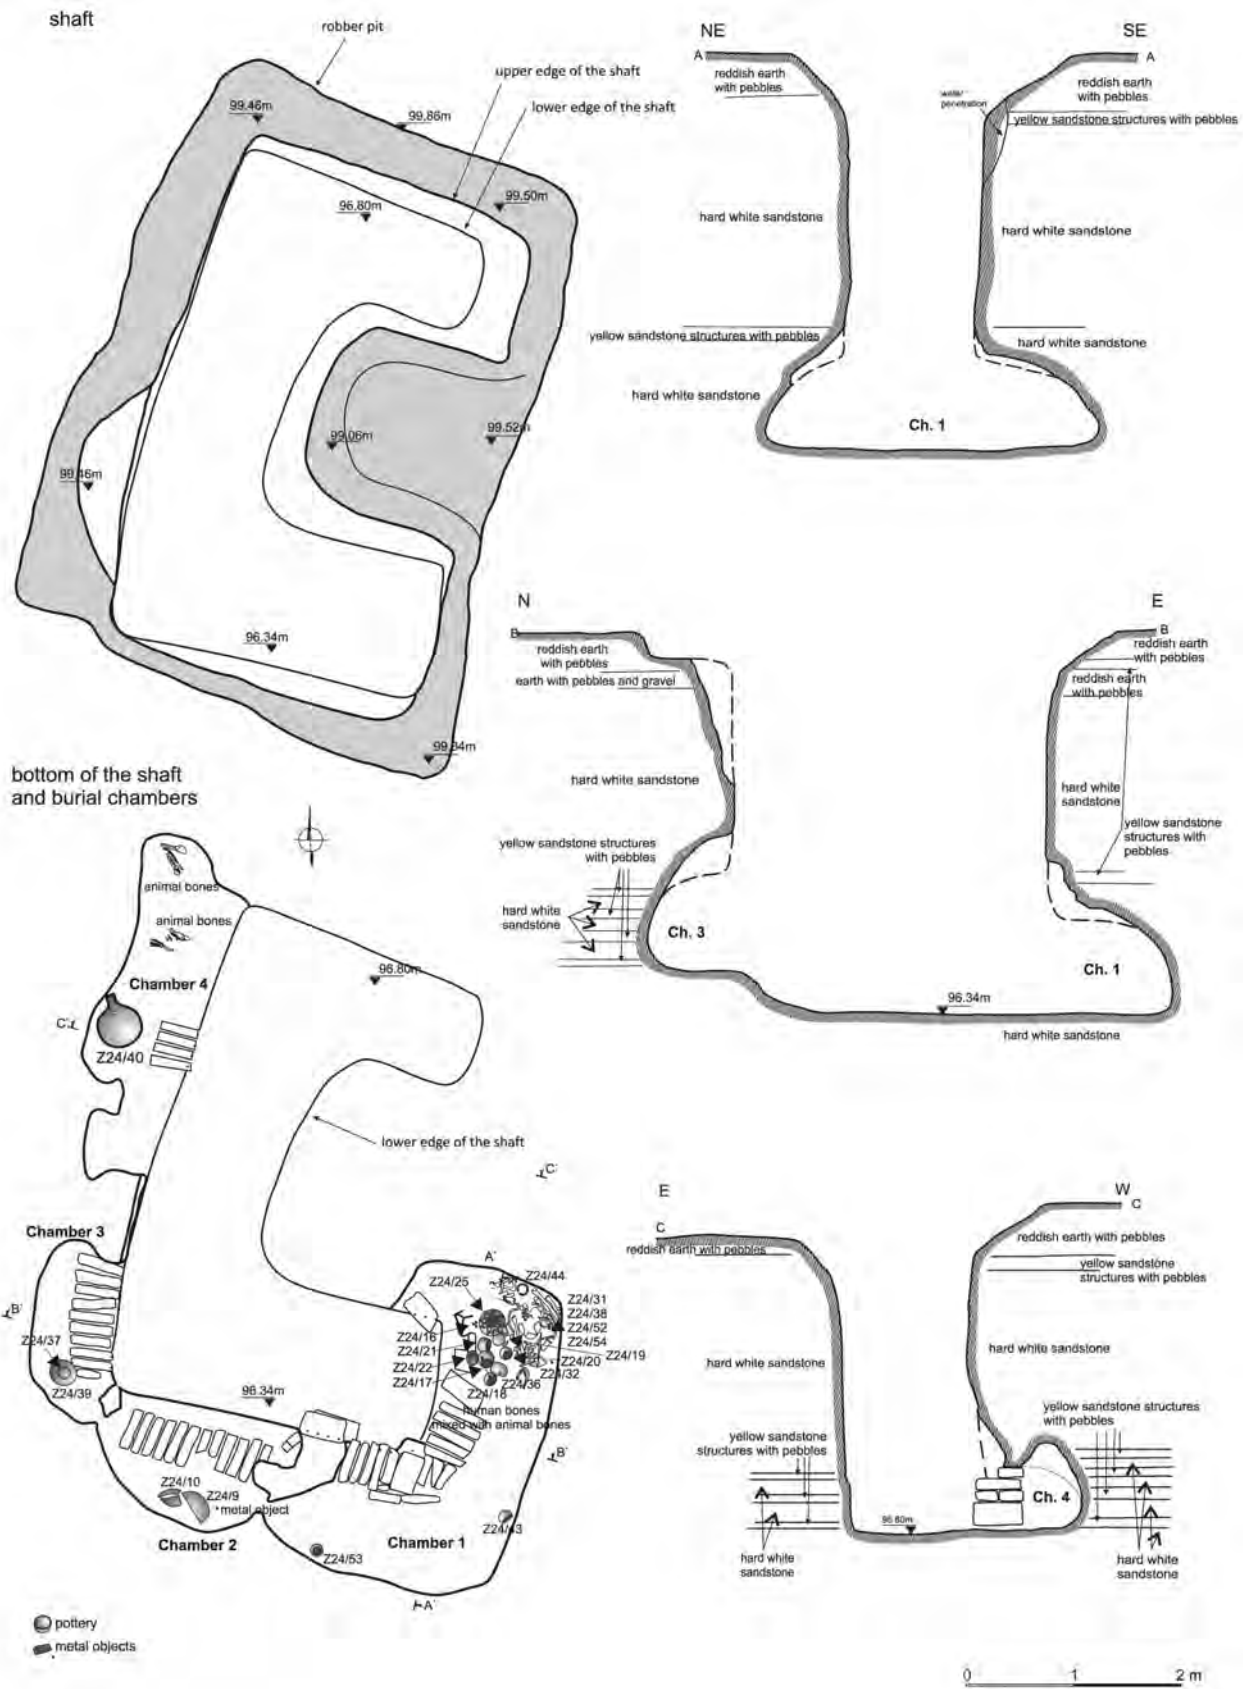 shaft
robber pit
upper edge of the shaft
lower edge of the shaft
99.46m
99.86m
99.50m
96.80m
99.06m
99.52m
99.46m
96.34m
99.34m
NE
SE
A
A
reddish earth
with pebbles
water
penetration
reddish earth
with pebbles
yellow sandstone structures with pebbles
hard white sandstone
hard white sandstone
yellow sandstone structures with pebbles
hard white sandstone
hard white sandstone
Ch. 1
N
E
B
B
reddish earth
with pebbles
earth with pebbles and gravel
reddish earth
with pebbles
reddish earth
with pebbles
hard white sandstone
hard white
sandstone
yellow sandstone
structures with
pebbles
yellow sandstone structures
with pebbles
hard white
sandstone
Ch. 3
Ch. 1
96.34m
hard white sandstone
bottom of the shaft
and burial chambers
animal bones
animal bones
Chamber 4
96.80m
C'
Z24/40
lower edge of the shaft
C'
Chamber 3
B'
Z24/37
Z24/39
96.34m
A'
Z24/25
Z24/44
Z24/31
Z24/38
Z24/52
Z24/54
Z24/16
Z24/21
Z24/22
Z24/17
Z24/19
Z24/20
Z24/32
Z24/18
Z24/36
human bones
mixed with animal bones
B'
Z24/10
Z24/9
metal object
Chamber 2
Chamber 1
Z24/43
Z24/53
A'
pottery
metal objects
E
W
C
C
reddish earth with pebbles
reddish earth with pebbles
yellow sandstone
structures with pebbles
hard white sandstone
hard white sandstone
yellow sandstone
structures with pebbles
yellow sandstone structures
with pebbles
Ch. 4
96.80m
hard white
sandstone
hard white
sandstone
0 1 2 m